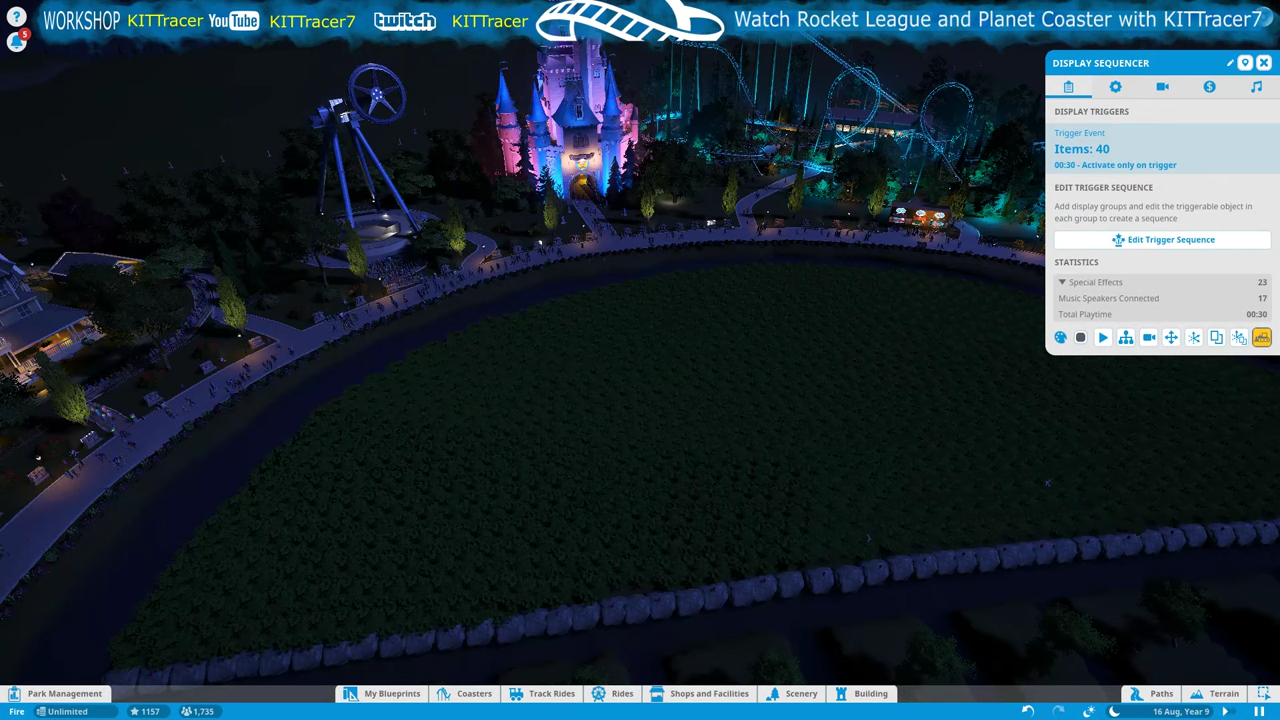 WORKSHOP KITTracer YouTube KITTracer7 twitch KITTracer Watch Rocket League and Planet Coaster with KITTracer7
?
5
DISPLAY SEQUENCER
DISPLAY TRIGGERS
Trigger Event
Items: 40
00:30 - Activate only on trigger
EDIT TRIGGER SEQUENCE
Add display groups and edit the triggerable object in
each group to create a sequence
Edit Trigger Sequence
STATISTICS
Special Effects 23
Music Speakers Connected 17
Total Playtime 00:30
Park Management My Blueprints Coasters Track Rides Rides Shops and Facilities Scenery Building Paths Terrain
Fire Unlimited 1157 1,735 16 Aug, Year 9